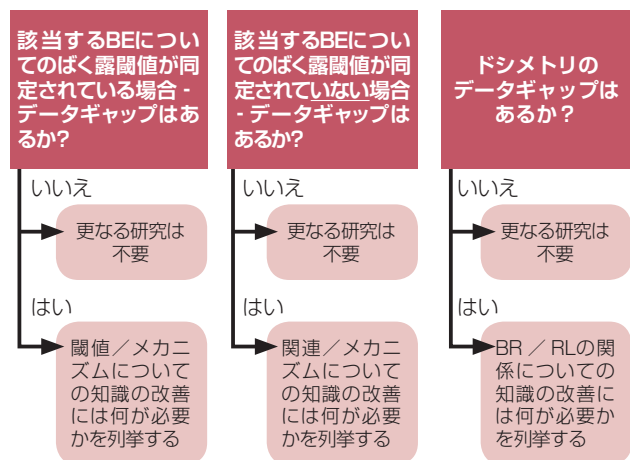 該当するBEについ
てのばく露閾値が同
定されている場合 -
データギャップはあ
るか?
いいえ
更なる研究は
不要
はい
閾値／メカニ
ズムについて
の知識の改善
には何が必要
かを列挙する
該当するBEについ
てのばく露閾値が同
定されていない場合
- データギャップは
あるか?
いいえ
更なる研究は
不要
はい
関連／メカニ
ズムについて
の知識の改善
には何が必要
かを列挙する
ドシメトリの
データギャップは
あるか？
いいえ
更なる研究は
不要
はい
BR ／ RLの関
係についての
知識の改善に
は何が必要か
を列挙する